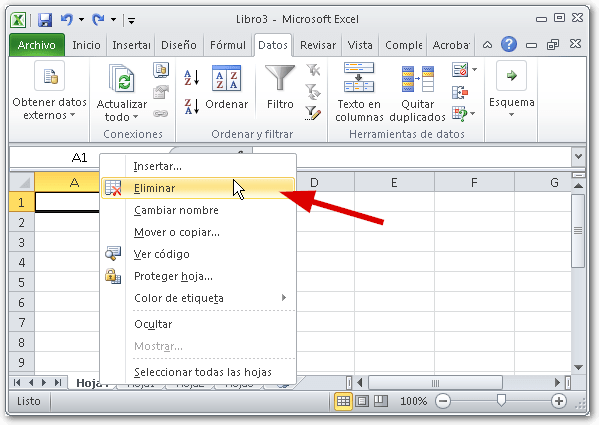 Libro3 - Microsoft Excel
Archivo Inicio Insertar Diseño Fórmul Datos Revisar Vista Comple Acroba
Obtener datos externos
Actualizar todo
Conexiones
Ordenar
Filtro
Ordenar y filtrar
Texto en columnas
Quitar duplicados
Herramientas de datos
Esquema
A1
A D E F G
1
2
3
4
5
6
7
8
9
Insertar...
Eliminar
Cambiar nombre
Mover o copiar...
Ver código
Proteger hoja...
Color de etiqueta
Ocultar
Mostrar...
Seleccionar todas las hojas
Listo
100%